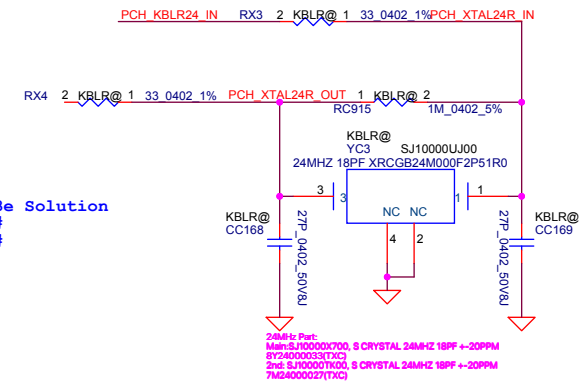 PCH_KBLR24_IN RX3 2 KBLR@ 1 33_0402_1% PCH_XTAL24R_IN
RX4 2 KBLR@ 1 33_0402_1% PCH_XTAL24R_OUT 1 KBLR@ 2
RC915 1M_0402_5%
KBLR@
YC3 SJ10000UJ00
24MHZ 18PF XRCGB24M000F2P51R0
3 3 1 1
NC NC
4 2
e Solution
#
#
KBLR@
CC168
27P_0402_50V8J
KBLR@
CC169
27P_0402_50V8J
24MHz Part:
Main:SJ10000X700, S CRYSTAL 24MHZ 18PF +-20PPM
8Y24000033(TXC)
2nd: SJ10000TK00, S CRYSTAL 24MHZ 18PF +-20PPM
7M24000027(TXC)